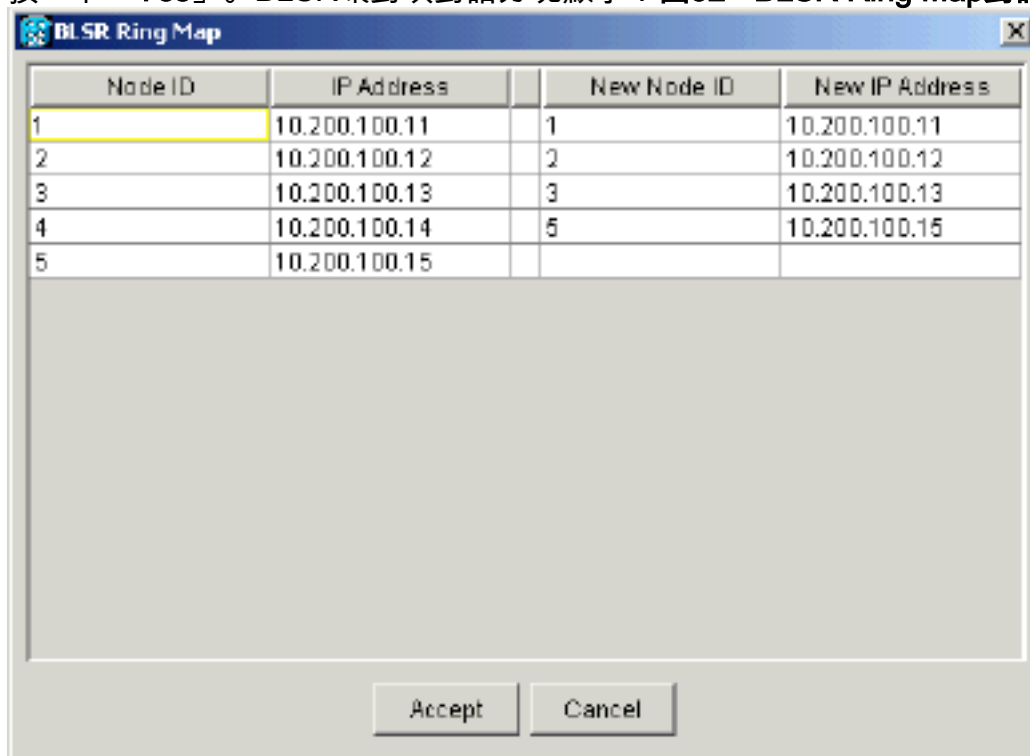 BLSR Ring Map
Node ID IP Address New Node ID New IP Address
1 10.200.100.11 1 10.200.100.11
2 10.200.100.12 2 10.200.100.12
3 10.200.100.13 3 10.200.100.13
4 10.200.100.14 5 10.200.100.15
5 10.200.100.15
Accept Cancel